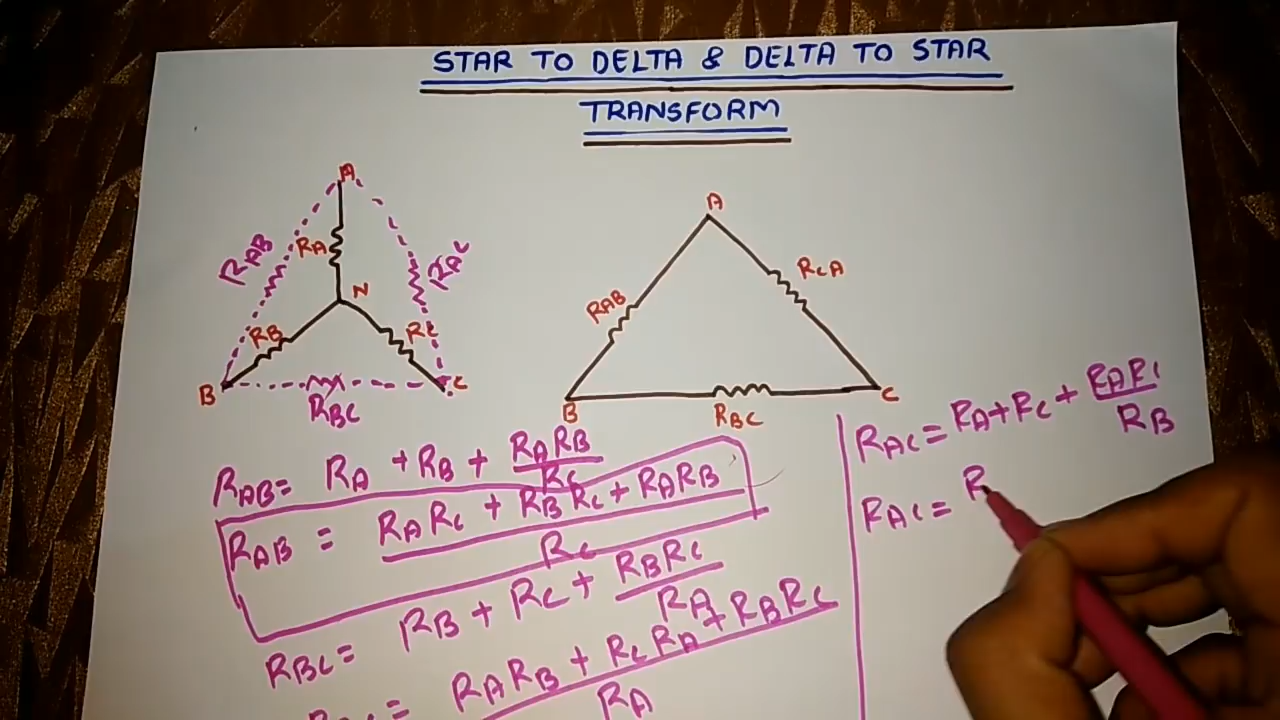 STAR TO DELTA & DELTA TO STAR
TRANSFORM
A
RAB
RA
RAC
N
RB
RC
B
C
RBC
A
RAB
RCA
B
RBC
C
RAB= RA + RB + RARB/RC
RAB = RARC + RBRC + RARB/RC
RBC= RB + RC + RBRC/RA
= RARB + RCRA + RBRC/RA
RAC= RA+RC+ RARC/RB
RAC= R